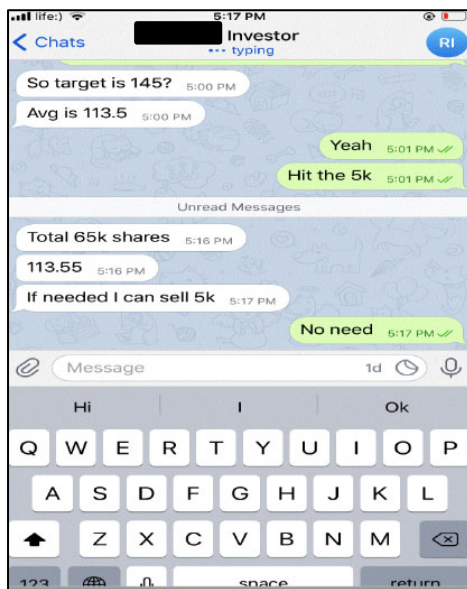 life:) 5:17 PM
Chats
Investor
typing
RI
So target is 145? 5:00 PM
Avg is 113.5 5:00 PM
Yeah 5:01 PM
Hit the 5k 5:01 PM
Unread Messages
Total 65k shares 5:16 PM
113.55 5:16 PM
If needed I can sell 5k 5:17 PM
No need 5:17 PM
Message 1d
Hi I Ok
Q W E R T Y U I O P
A S D F G H J K L
Z X C V B N M
123 space return